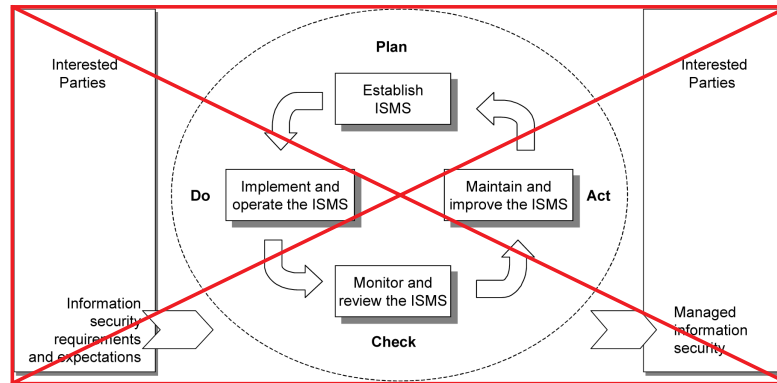 Plan
Interested
Parties
Establish
ISMS
Interested
Parties
Do
Implement and
operate the ISMS
Maintain and
improve the ISMS
Act
Monitor and
review the ISMS
Check
Information
security
requirements
and expectations
Managed
information
security